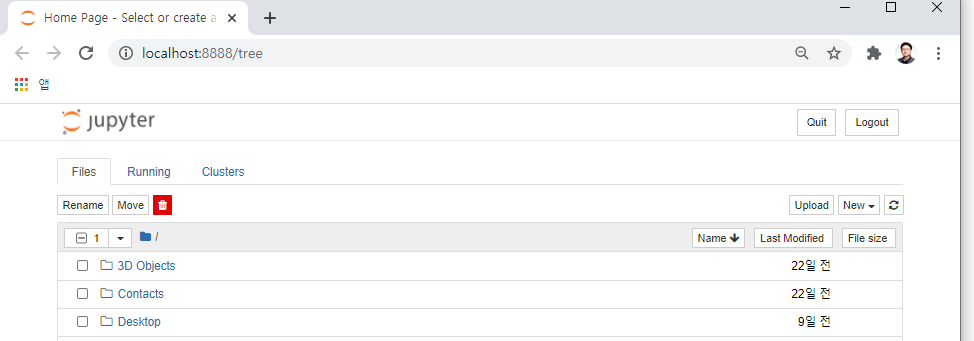 Home Page - Select or create a
localhost:8888/tree
앱
jupyter
Quit Logout
Files Running Clusters
Rename Move Upload New
1 / Name Last Modified File size
3D Objects 22일 전
Contacts 22일 전
Desktop 9일 전